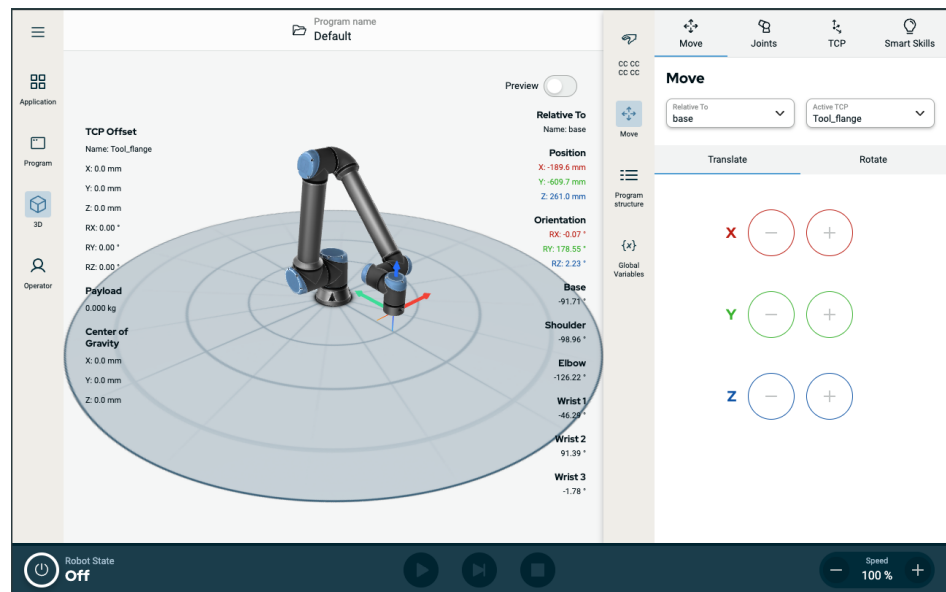 Program name
Default
Application
Program
3D
Operator
Preview
TCP Offset
Name: Tool_flange
X: 0.0 mm
Y: 0.0 mm
Z: 0.0 mm
RX: 0.00 °
RY: 0.00 °
RZ: 0.00 °
Payload
0.000 kg
Center of
Gravity
X: 0.0 mm
Y: 0.0 mm
Z: 0.0 mm
Relative To
Name: base
Position
X: -189.6 mm
Y: -609.7 mm
Z: 261.0 mm
Orientation
RX: -0.07 °
RY: 178.55 °
RZ: 2.23 °
Base
-91.71 °
Shoulder
-98.96 °
Elbow
-126.22 °
Wrist 1
-46.29 °
Wrist 2
91.39 °
Wrist 3
-1.78 °
CC CC
CC CC
Move
Program
structure
{x}
Global
Variables
Move
Joints
TCP
Smart Skills
Move
Relative To
base
Active TCP
Tool_flange
Translate
Rotate
X − +
Y − +
Z − +
Robot State
Off
Speed
− 100 % +